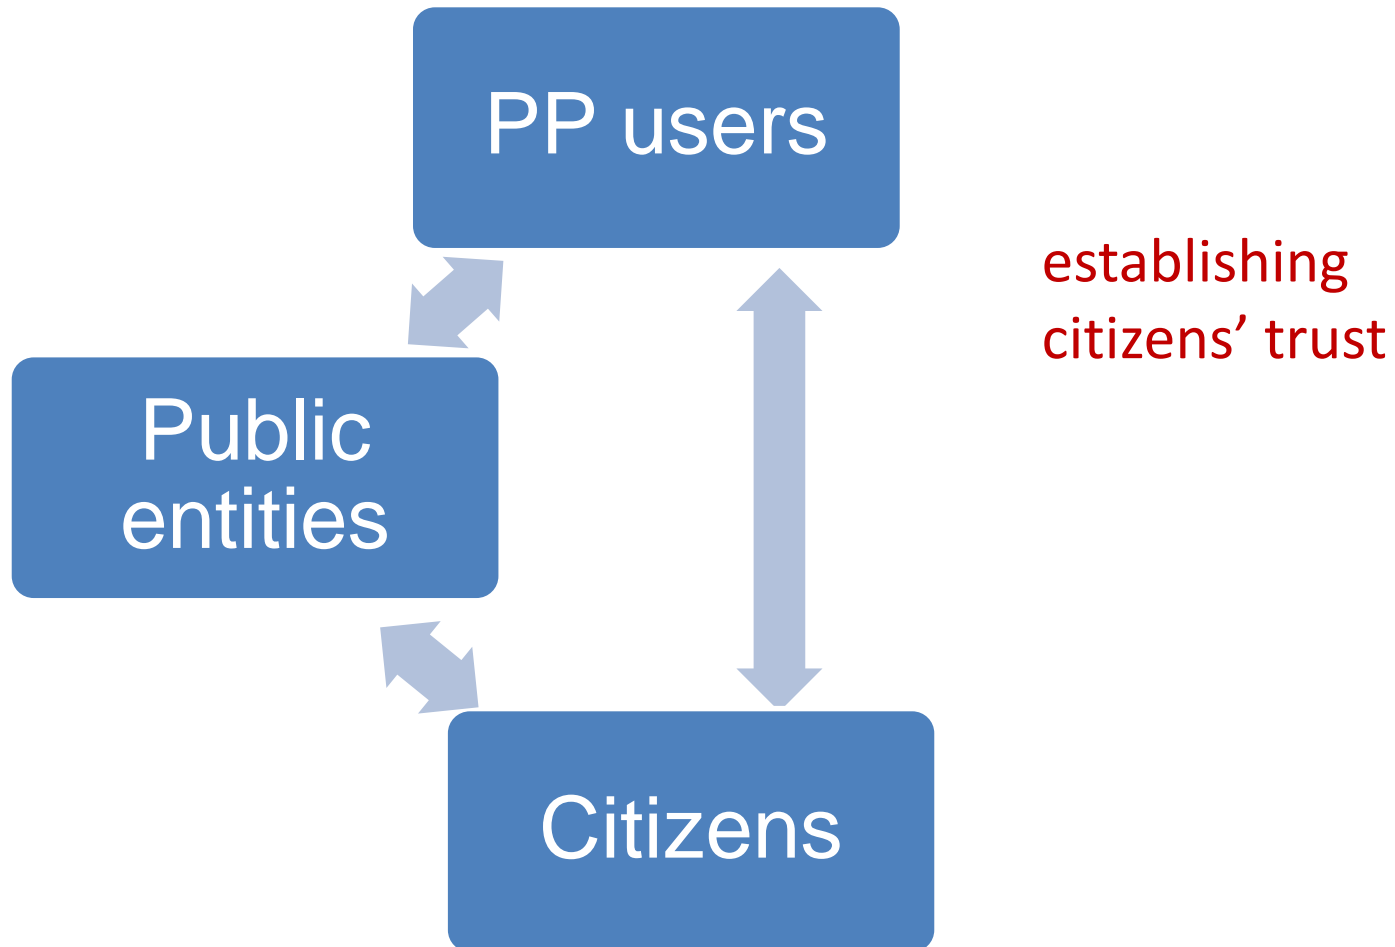 PP users
establishing
citizens’ trust
Public
entities
Citizens